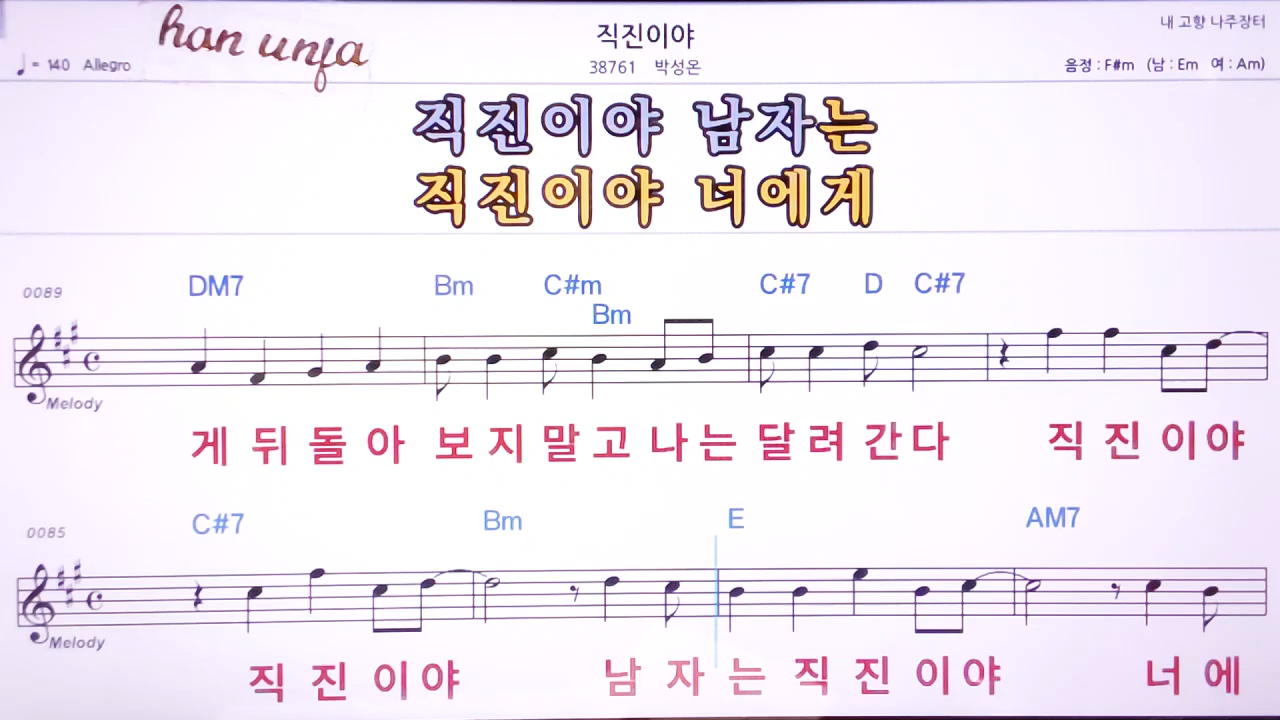 han unfa
직진이야
내 고향 나주장터
♩= 140 Allegro
38761 박성온
음정 : F#m (남 : Em 여 : Am)
직진이야 남자는
직진이야 너에게
0089
DM7 Bm C#m Bm C#7 D C#7
Melody
게 뒤 돌 아 보 지 말 고 나 는 달 려 간 다 직 진 이 야
0085
C#7 Bm E AM7
Melody
직 진 이 야 남 자 는 직 진 이 야 너 에